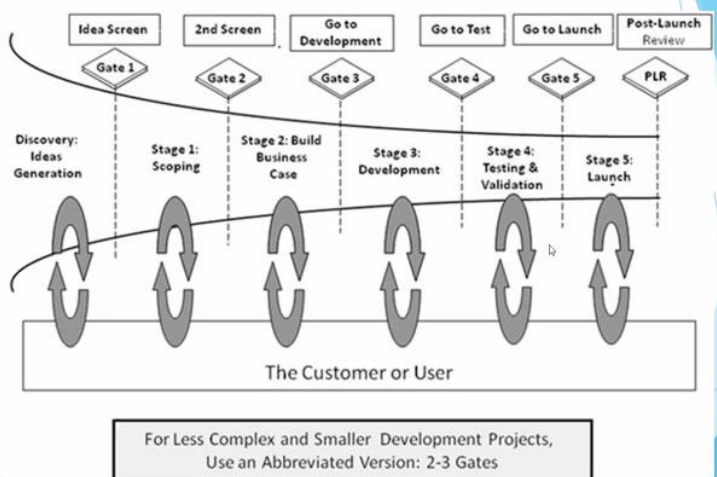 Idea Screen
2nd Screen
Go to
Development
Go to Test
Go to Launch
Post-Launch
Review
Gate 1
Gate 2
Gate 3
Gate 4
Gate 5
PLR
Discovery:
Ideas
Generation
Stage 1:
Scoping
Stage 2: Build
Business
Case
Stage 3:
Development
Stage 4:
Testing &
Validation
Stage 5:
Launch
The Customer or User
For Less Complex and Smaller Development Projects,
Use an Abbreviated Version: 2-3 Gates